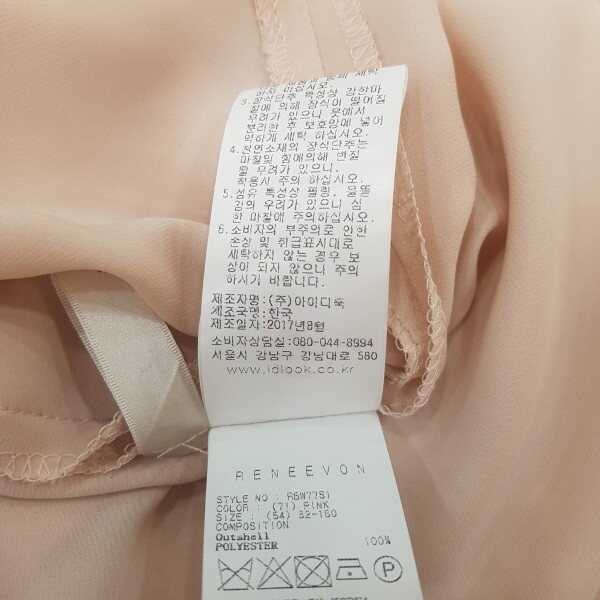 하지 마십시오.
3.장식단추 특성상 강한마
찰에 의해 장식이 떨어질
우려가 있으니 옷에서
분리한 후 보호망에 넣어
약하게 세탁 하십시오.
4.천연소재의 장식단추는
마찰및 힘에의해 변질
될 우려가 있으니,
착용시 주의 하십시오.
5.섬유 특성상 필링, 올뜯
김의 우려가 있으니 심
한 마찰에 주의하십시오.
6.소비자의 부주의로 인한
손상 및 취급표시대로
세탁하지 않는 경우 보
상이 되지 않으니 주의
하시기 바랍니다.
제조자명:(주)아이디룩
제조국명:한국
제조일자:2017년8월
소비자상담실:080-044-8994
서울시 강남구 강남대로 580
www.idlook.co.kr
RENEEVON
STYLE NO : RBW77S1
COLOR : (71) PINK
SIZE : (54) 82-160
COMPOSITION
Outshell
POLYESTER 100%
P